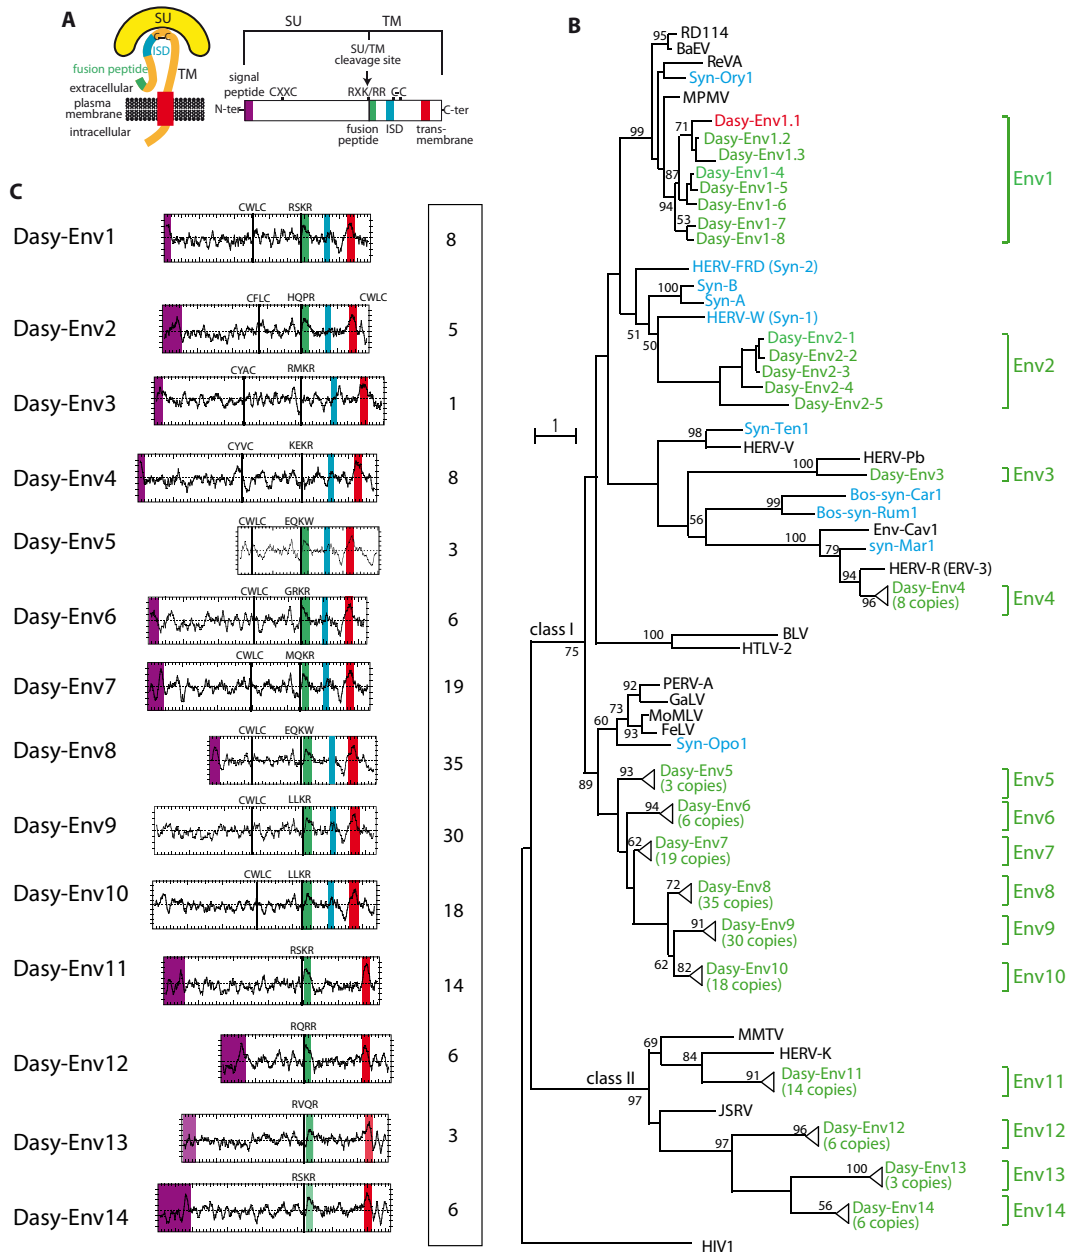 A
SU
C-C
ISD
fusion peptide
TM
extracellular
plasma
membrane
intracellular
SU
TM
SU/TM
cleavage site
signal
peptide
CXXC
RXK/RR
C-C
N-ter
C-ter
fusion
peptide
ISD
trans-
membrane
C
Dasy-Env1
CWLC
RSKR
8
Dasy-Env2
CFLC
HQPR
CWLC
5
Dasy-Env3
CYAC
RMKR
1
Dasy-Env4
CYVC
KEKR
8
Dasy-Env5
CWLC
EQKW
3
Dasy-Env6
CWLC
GRKR
6
Dasy-Env7
CWLC
MQKR
19
Dasy-Env8
CWLC
EQKW
35
Dasy-Env9
CWLC
LLKR
30
Dasy-Env10
CWLC
LLKR
18
Dasy-Env11
RSKR
14
Dasy-Env12
RQRR
6
Dasy-Env13
RVQR
3
Dasy-Env14
RSKR
6
B
95
RD114
BaEV
ReVA
Syn-Ory1
MPMV
99
71
Dasy-Env1.1
Dasy-Env1.2
Dasy-Env1.3
87
Dasy-Env1-4
Dasy-Env1-5
94
Dasy-Env1-6
53
Dasy-Env1-7
Dasy-Env1-8
Env1
HERV-FRD (Syn-2)
100
Syn-B
Syn-A
HERV-W (Syn-1)
51
50
Dasy-Env2-1
Dasy-Env2-2
Dasy-Env2-3
Dasy-Env2-4
Dasy-Env2-5
Env2
1
98
Syn-Ten1
HERV-V
HERV-Pb
100
Dasy-Env3
Env3
99
Bos-syn-Car1
Bos-syn-Rum1
56
Env-Cav1
100
79
syn-Mar1
HERV-R (ERV-3)
94
96
Dasy-Env4
(8 copies)
Env4
class I
75
100
BLV
HTLV-2
92
PERV-A
GaLV
73
MoMLV
60
93
FeLV
Syn-Opo1
89
93
Dasy-Env5
(3 copies)
Env5
94
Dasy-Env6
(6 copies)
Env6
62
Dasy-Env7
(19 copies)
Env7
72
Dasy-Env8
(35 copies)
Env8
91
Dasy-Env9
(30 copies)
Env9
62
82
Dasy-Env10
(18 copies)
Env10
MMTV
69
84
HERV-K
class II
97
91
Dasy-Env11
(14 copies)
Env11
JSRV
97
96
Dasy-Env12
(6 copies)
Env12
100
Dasy-Env13
(3 copies)
Env13
56
Dasy-Env14
(6 copies)
Env14
HIV1